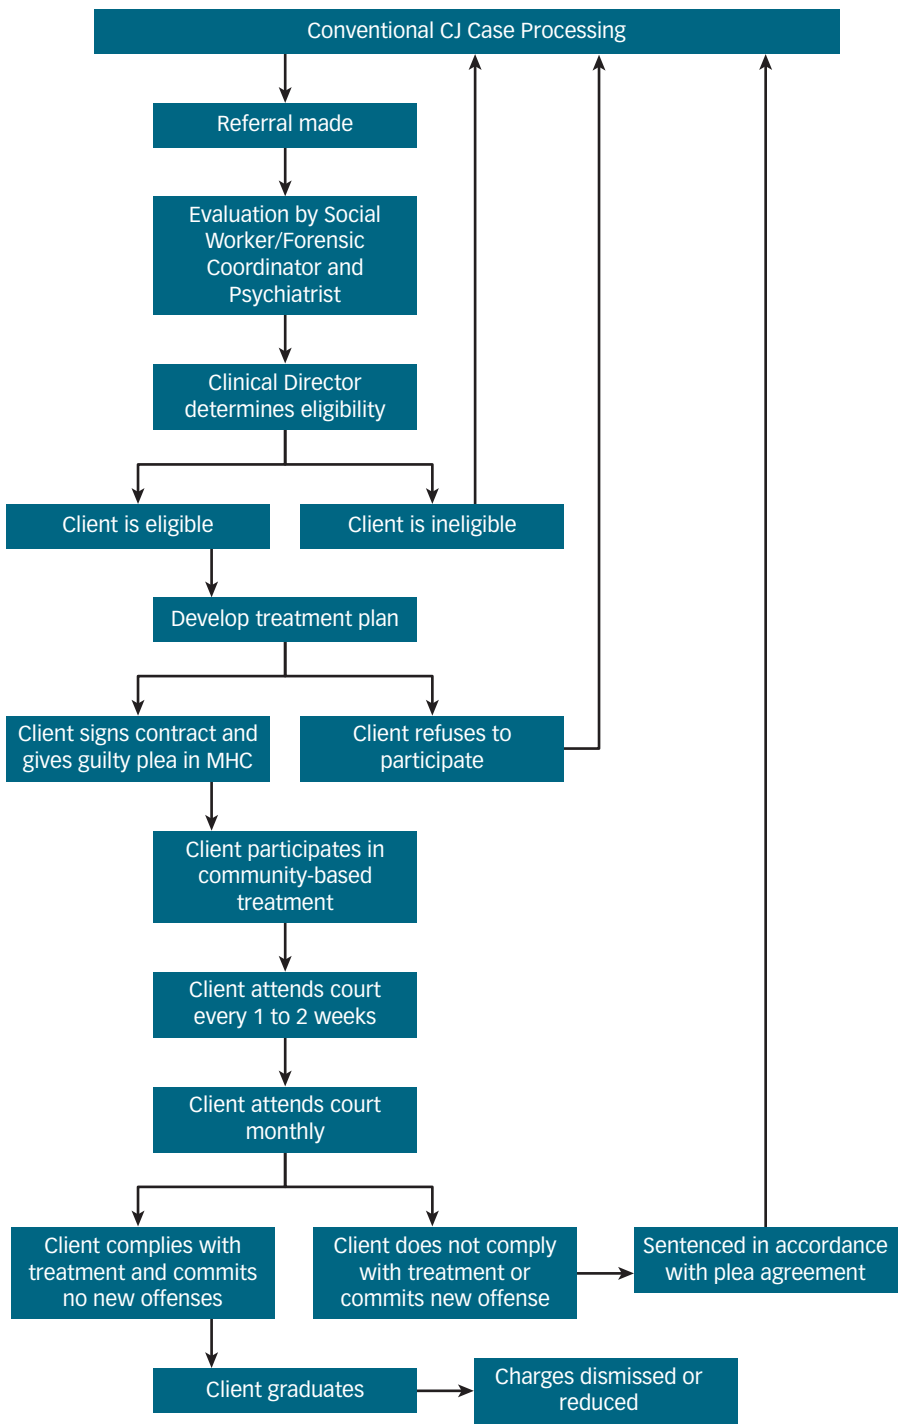 Conventional CJ Case Processing
Referral made
Evaluation by Social
Worker/Forensic
Coordinator and
Psychiatrist
Clinical Director
determines eligibility
Client is eligible
Client is ineligible
Develop treatment plan
Client signs contract and
gives guilty plea in MHC
Client refuses to
participate
Client participates in
community-based
treatment
Client attends court
every 1 to 2 weeks
Client attends court
monthly
Client complies with
treatment and commits
no new offenses
Client does not comply
with treatment or
commits new offense
Sentenced in accordance
with plea agreement
Client graduates
Charges dismissed or
reduced